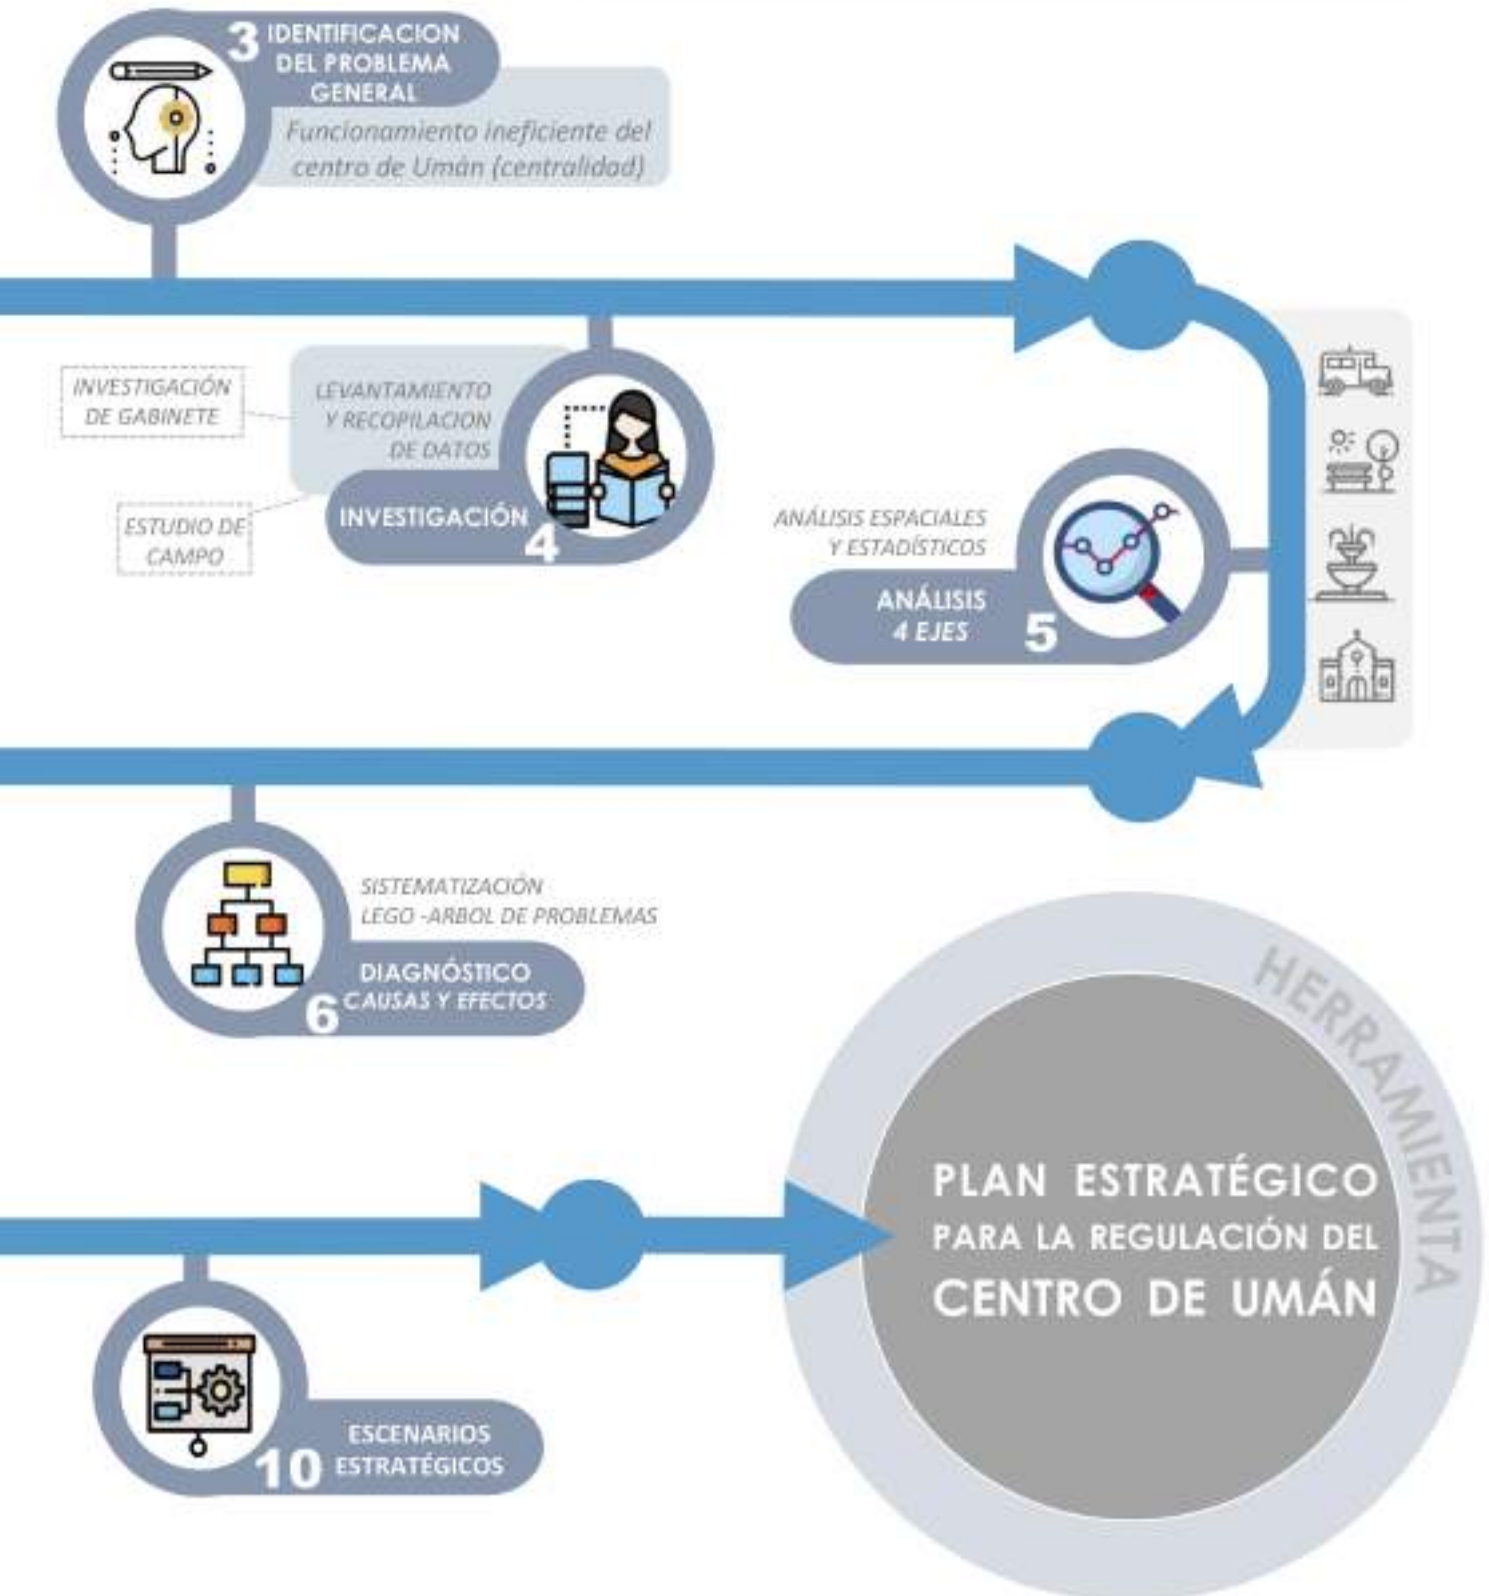 3
IDENTIFICACION
DEL PROBLEMA
GENERAL
Funcionamiento ineficiente del
centro de Umán (centralidad)
INVESTIGACIÓN
DE GABINETE
LEVANTAMIENTO
Y RECOPILACION
DE DATOS
ESTUDIO DE
CAMPO
INVESTIGACIÓN
4
ANÁLISIS ESPACIALES
Y ESTADÍSTICOS
ANÁLISIS
4 EJES
5
SISTEMATIZACIÓN
LEGO -ARBOL DE PROBLEMAS
DIAGNÓSTICO
CAUSAS Y EFECTOS
6
HERRAMIENTA
PLAN ESTRATÉGICO
PARA LA REGULACIÓN DEL
CENTRO DE UMÁN
ESCENARIOS
ESTRATÉGICOS
10